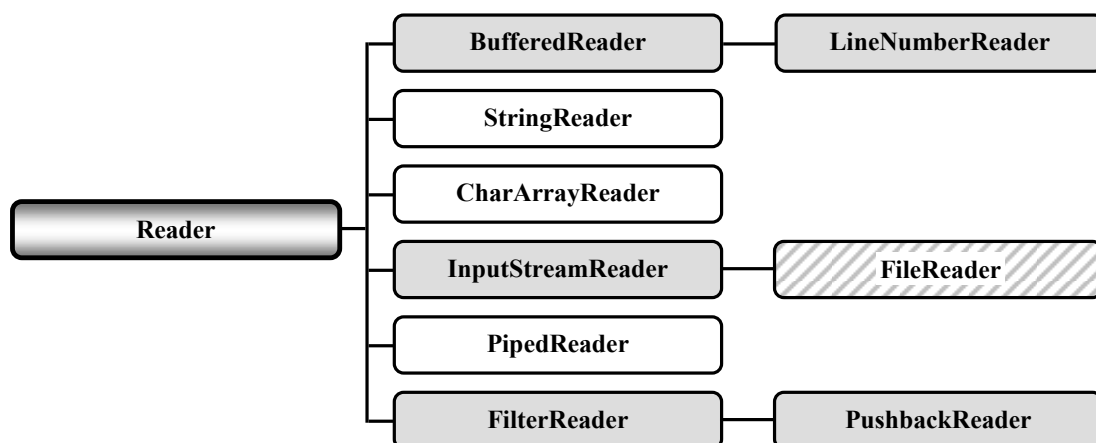 BufferedReader
LineNumberReader
StringReader
CharArrayReader
Reader
InputStreamReader
FileReader
PipedReader
FilterReader
PushbackReader